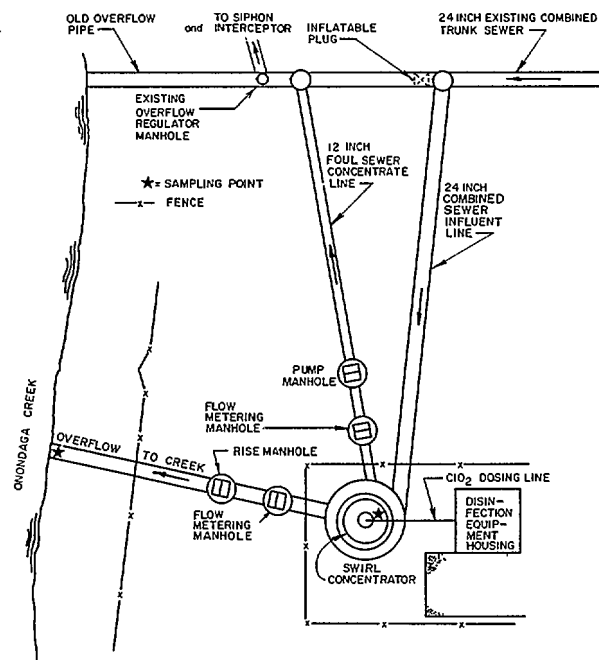 OLD OVERFLOW
PIPE
TO SIPHON
and INTERCEPTOR
INFLATABLE
PLUG
24 INCH EXISTING COMBINED
TRUNK SEWER
EXISTING
OVERFLOW
REGULATOR
MANHOLE
12 INCH
FOUL SEWER
CONCENTRATE
LINE
★= SAMPLING POINT
—x— FENCE
24 INCH
COMBINED
SEWER
INFLUENT
LINE
PUMP
MANHOLE
FLOW
METERING
MANHOLE
ONONDAGA CREEK
OVERFLOW TO CREEK
RISE MANHOLE
FLOW
METERING
MANHOLE
ClO2 DOSING LINE
DISIN-
FECTION
EQUIP-
MENT
HOUSING
SWIRL
CONCENTRATOR